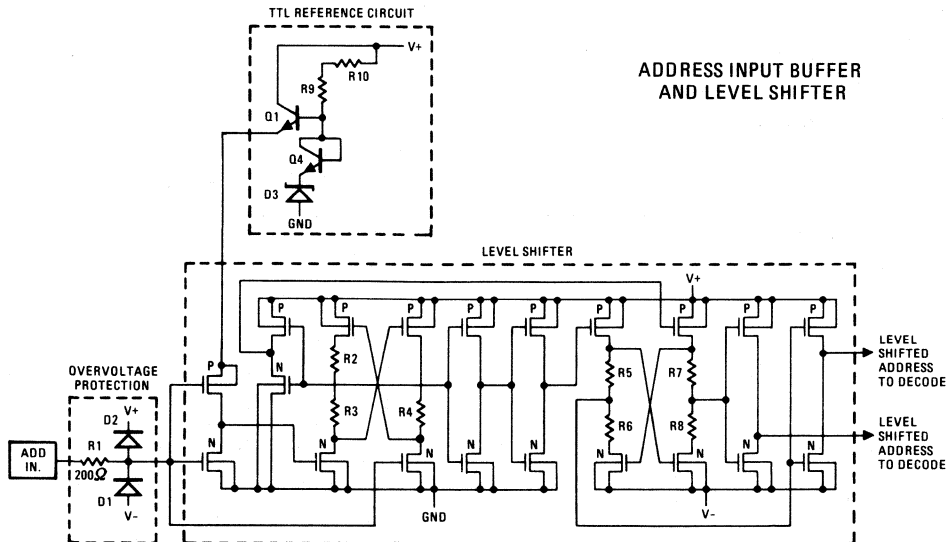 TTL REFERENCE CIRCUIT
V+
R10
R9
Q1
Q4
D3
GND
ADDRESS INPUT BUFFER
AND LEVEL SHIFTER
LEVEL SHIFTER
V+
P
P
P
P
P
P
P
P
P
R2
R5
R7
LEVEL
SHIFTED
ADDRESS
TO DECODE
P
N
OVERVOLTAGE
PROTECTION
V+
D2
R3
R4
R6
R8
LEVEL
SHIFTED
ADDRESS
TO DECODE
ADD
IN.
R1
200Ω
D1
V-
N
N
N
N
N
N
N
N
N
GND
V-